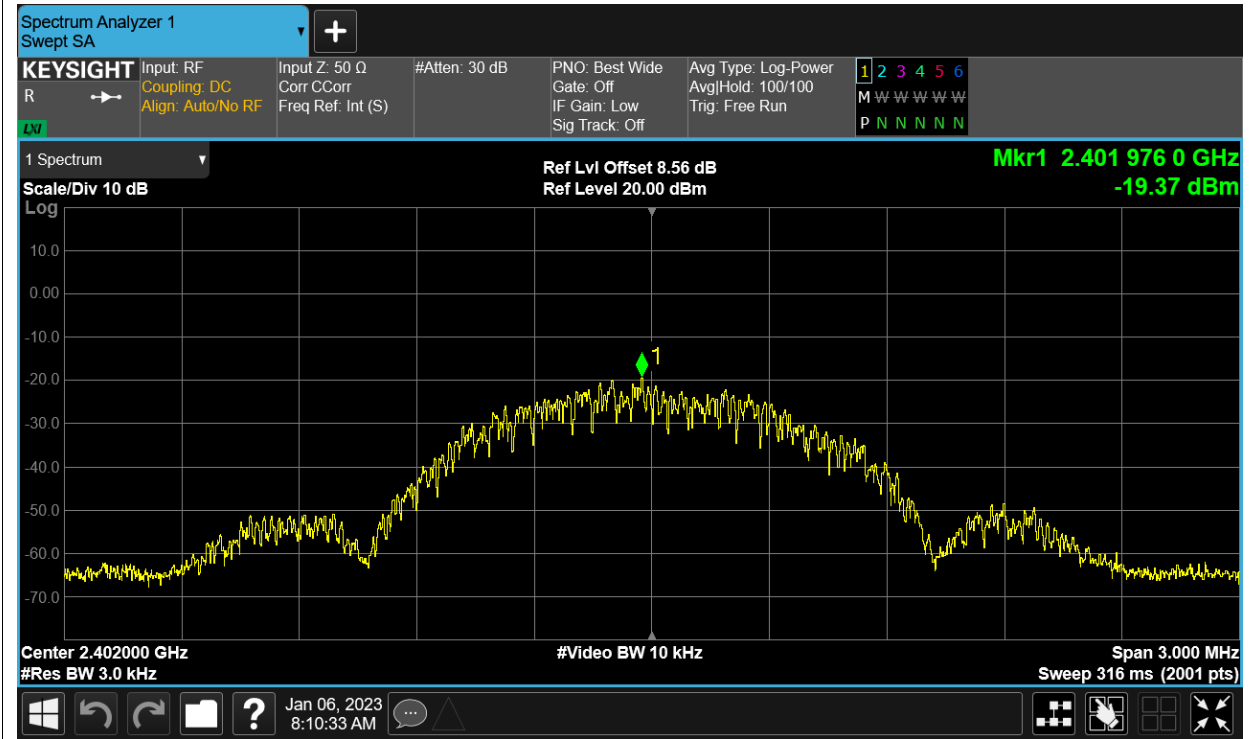 Spectrum Analyzer 1
Swept SA
KEYSIGHT
R
LXI
Input: RF
Coupling: DC
Align: Auto/No RF
Input Z: 50 Ω
Corr CCorr
Freq Ref: Int (S)
#Atten: 30 dB
PNO: Best Wide
Gate: Off
IF Gain: Low
Sig Track: Off
Avg Type: Log-Power
Avg|Hold: 100/100
Trig: Free Run
1 2 3 4 5 6
M W W W W W
P N N N N N
1 Spectrum
Scale/Div 10 dB
Log
Ref Lvl Offset 8.56 dB
Ref Level 20.00 dBm
Mkr1 2.401 976 0 GHz
-19.37 dBm
10.0
0.00
-10.0
1
-20.0
-30.0
-40.0
-50.0
-60.0
-70.0
Center 2.402000 GHz
#Video BW 10 kHz
Span 3.000 MHz
#Res BW 3.0 kHz
Sweep 316 ms (2001 pts)
?
Jan 06, 2023
8:10:33 AM